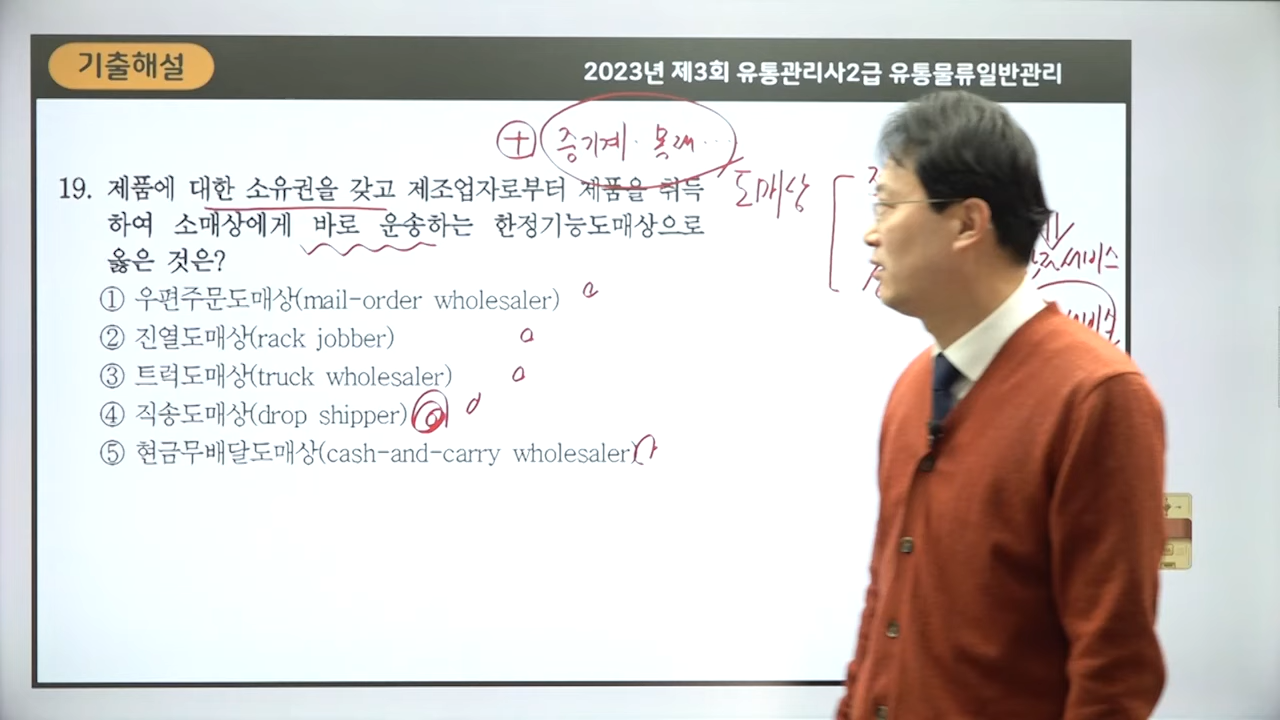 기출해설
2023년 제3회 유통관리사2급 유통물류일반관리
19. 제품에 대한 소유권을 갖고 제조업자로부터 제품을 취득
하여 소매상에게 바로 운송하는 한정기능도매상으로
옳은 것은?
도매상
① 우편주문도매상(mail-order wholesaler)
② 진열도매상(rack jobber)
③ 트럭도매상(truck wholesaler)
④ 직송도매상(drop shipper)
⑤ 현금무배달도매상(cash-and-carry wholesaler)